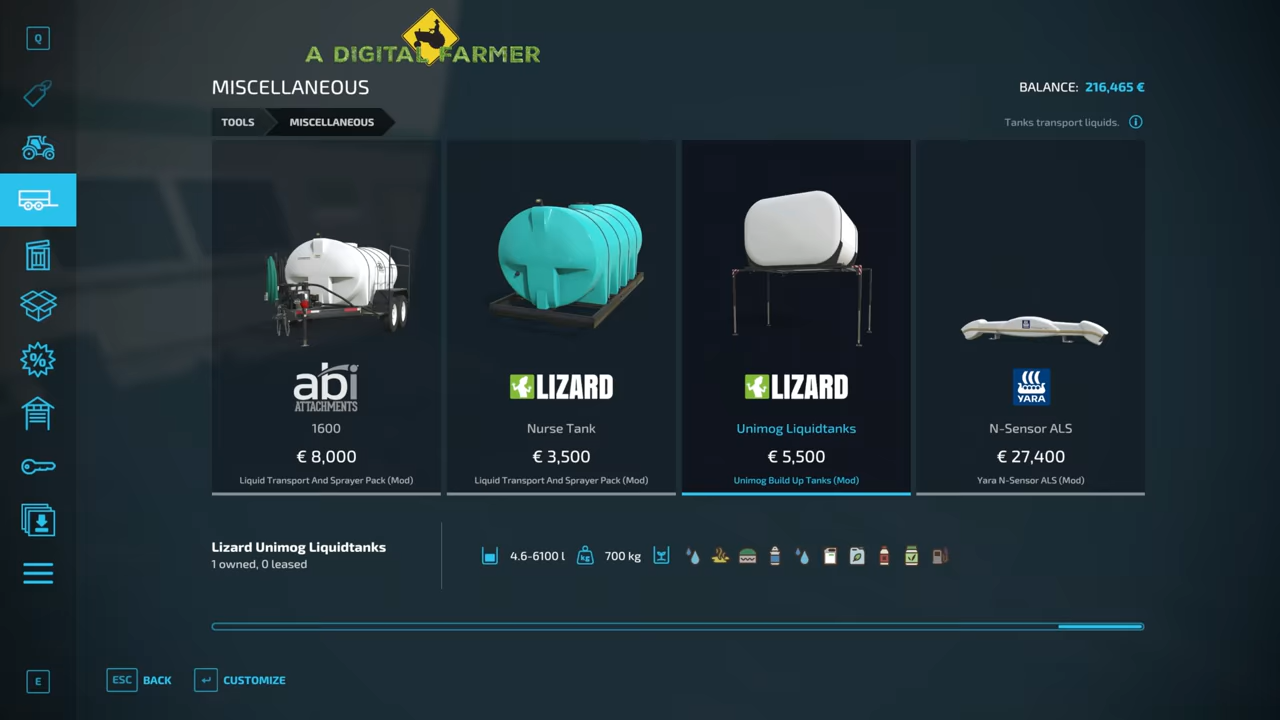 Q
A DIGITAL FARMER
MISCELLANEOUS
BALANCE: 216,465 €
TOOLS
MISCELLANEOUS
Tanks transport liquids.
abi
ATTACHMENTS
1600
€ 8,000
Liquid Transport And Sprayer Pack (Mod)
LIZARD
Nurse Tank
€ 3,500
Liquid Transport And Sprayer Pack (Mod)
LIZARD
Unimog Liquidtanks
€ 5,500
Unimog Build Up Tanks (Mod)
YARA
N-Sensor ALS
€ 27,400
Yara N-Sensor ALS (Mod)
Lizard Unimog Liquidtanks
1 owned, 0 leased
4.6-6100 l
kg
700 kg
E
ESC BACK
CUSTOMIZE